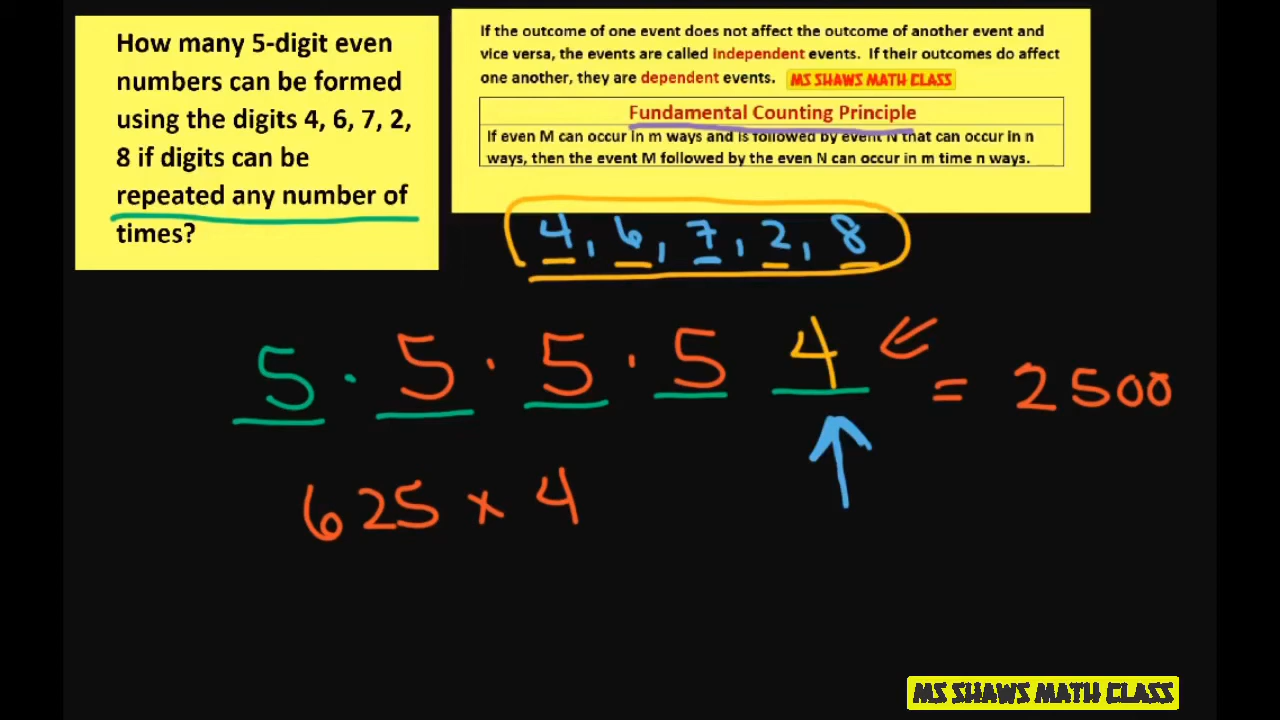 How many 5-digit even
numbers can be formed
using the digits 4, 6, 7, 2,
8 if digits can be
repeated any number of
times?
If the outcome of one event does not affect the outcome of another event and
vice versa, the events are called independent events. If their outcomes do affect
one another, they are dependent events. MS SHAWS MATH CLASS
Fundamental Counting Principle
If even M can occur in m ways and is followed by event N that can occur in n
ways, then the event M followed by the even N can occur in m time n ways.
4, 6, 7, 2, 8
5 · 5 · 5 · 5 4 = 2500
625 x 4
MS SHAWS MATH CLASS